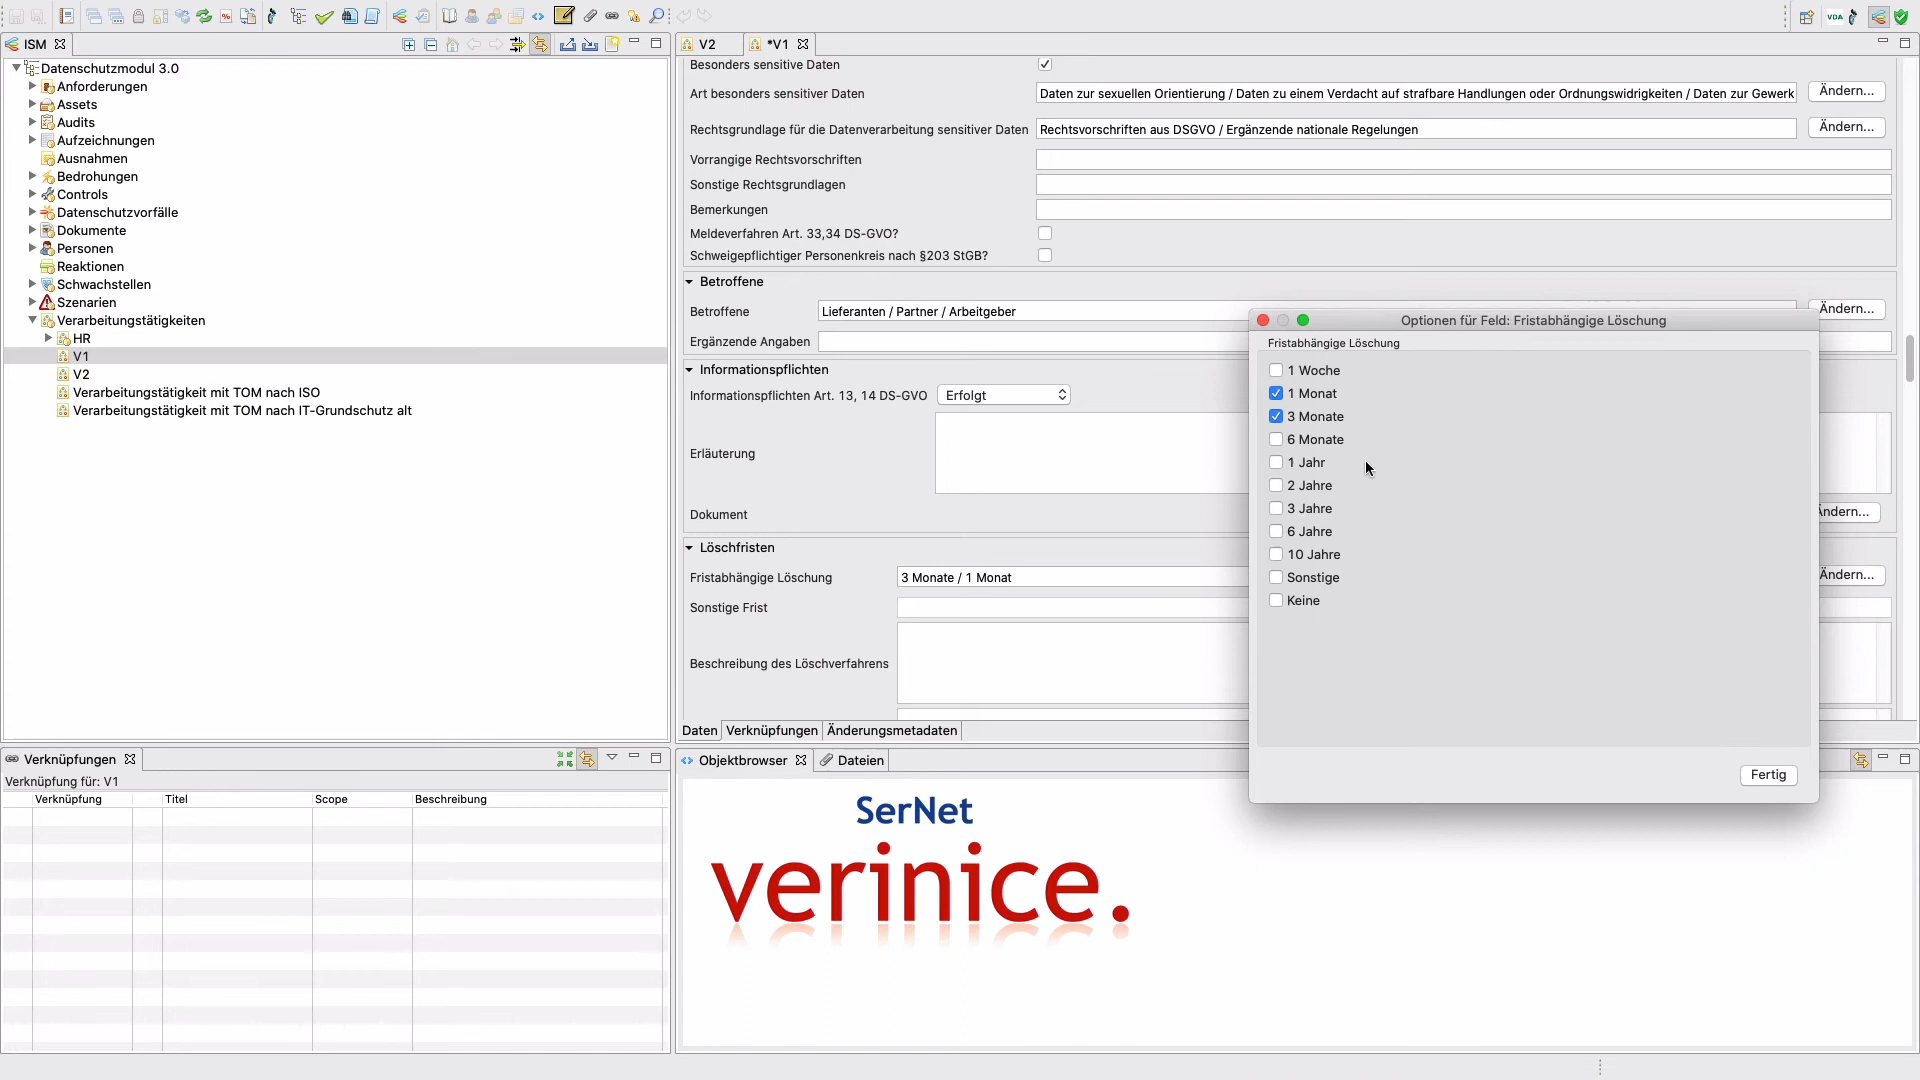 VDA
ISM
Datenschutzmodul 3.0
Anforderungen
Assets
Audits
Aufzeichnungen
Ausnahmen
Bedrohungen
Controls
Datenschutzvorfälle
Dokumente
Personen
Reaktionen
Schwachstellen
Szenarien
Verarbeitungstätigkeiten
HR
V1
V2
Verarbeitungstätigkeit mit TOM nach ISO
Verarbeitungstätigkeit mit TOM nach IT-Grundschutz alt
V2 *V1
Besonders sensitive Daten
Art besonders sensitiver Daten Daten zur sexuellen Orientierung / Daten zu einem Verdacht auf strafbare Handlungen oder Ordnungswidrigkeiten / Daten zur Gewerk Ändern...
Rechtsgrundlage für die Datenverarbeitung sensitiver Daten Rechtsvorschriften aus DSGVO / Ergänzende nationale Regelungen Ändern...
Vorrangige Rechtsvorschriften
Sonstige Rechtsgrundlagen
Bemerkungen
Meldeverfahren Art. 33,34 DS-GVO?
Schweigepflichtiger Personenkreis nach §203 StGB?
Betroffene
Betroffene Lieferanten / Partner / Arbeitgeber Ändern...
Ergänzende Angaben
Informationspflichten
Informationspflichten Art. 13, 14 DS-GVO Erfolgt
Erläuterung
Dokument Ändern...
Löschfristen
Fristabhängige Löschung 3 Monate / 1 Monat Ändern...
Sonstige Frist
Beschreibung des Löschverfahrens
Daten Verknüpfungen Änderungsmetadaten
Optionen für Feld: Fristabhängige Löschung
Fristabhängige Löschung
1 Woche
1 Monat
3 Monate
6 Monate
1 Jahr
2 Jahre
3 Jahre
6 Jahre
10 Jahre
Sonstige
Keine
Fertig
Verknüpfungen
Verknüpfung für: V1
Verknüpfung Titel Scope Beschreibung
Objektbrowser Dateien
SerNet
verinice.